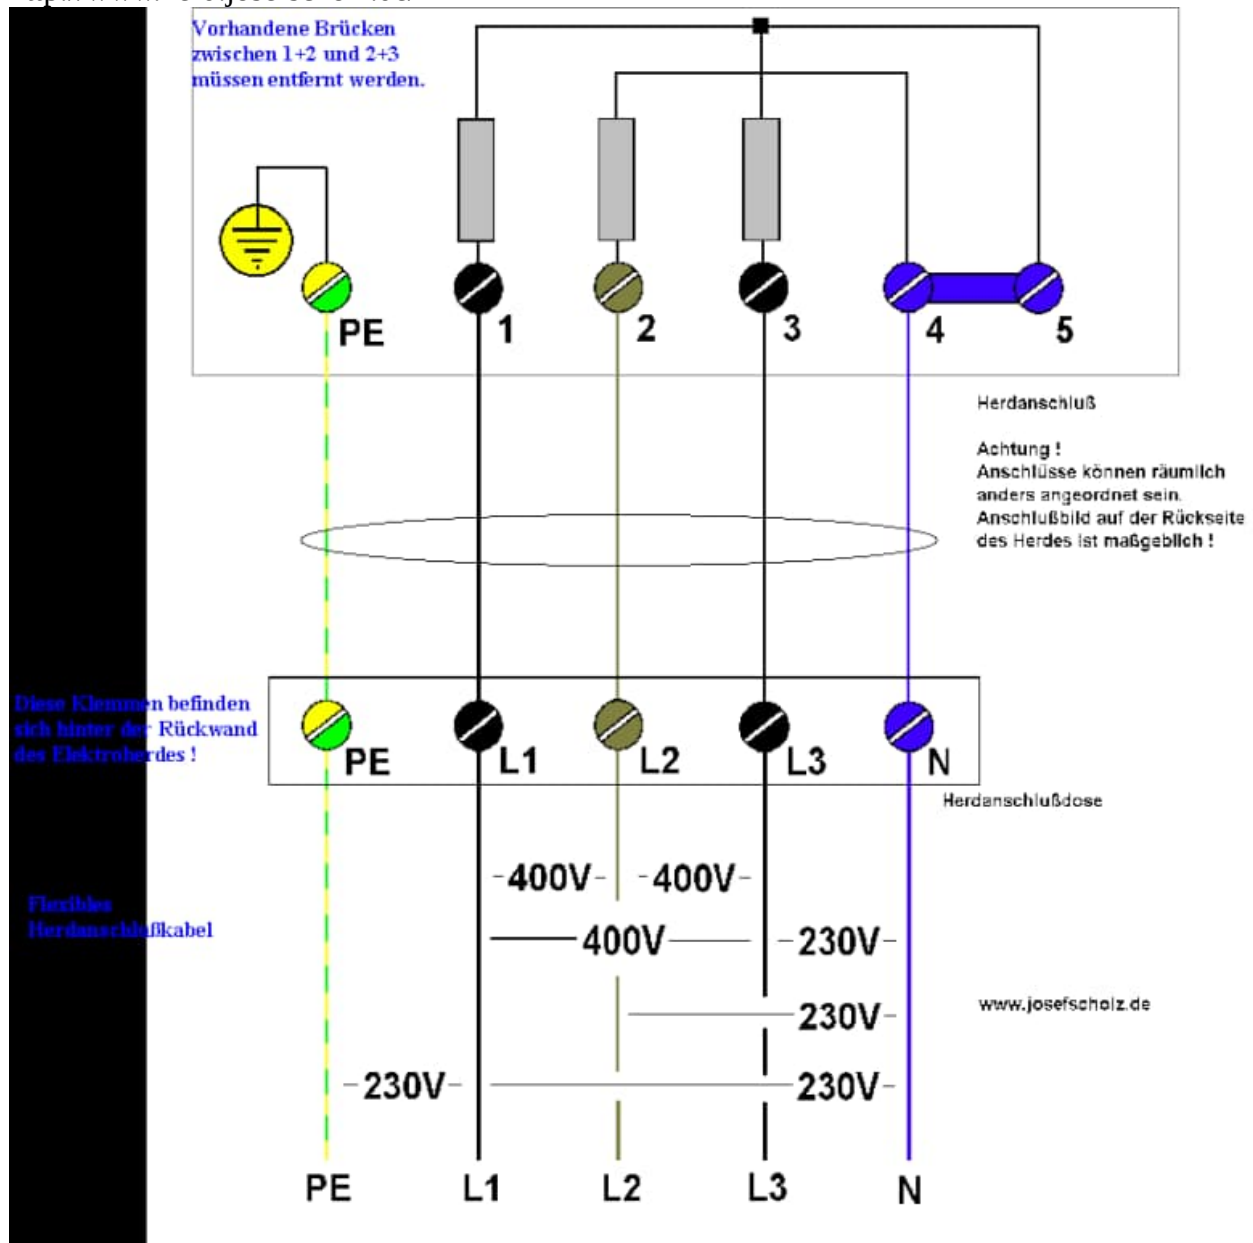 Vorhandene Brücken
zwischen 1+2 und 2+3
müssen entfernt werden.
PE
1
2
3
4
5
Herdanschluß
Achtung !
Anschlüsse können räumlich
anders angeordnet sein.
Anschlußbild auf der Rückseite
des Herdes ist maßgeblich !
Diese Klemmen befinden
sich hinter der Rückwand
des Elektroherdes !
PE
L1
L2
L3
N
Herdanschlußdose
-400V-
-400V-
Flexibles
Herdanschlußkabel
400V
-230V-
230V-
www.josefscholz.de
-230V-
230V-
PE
L1
L2
L3
N